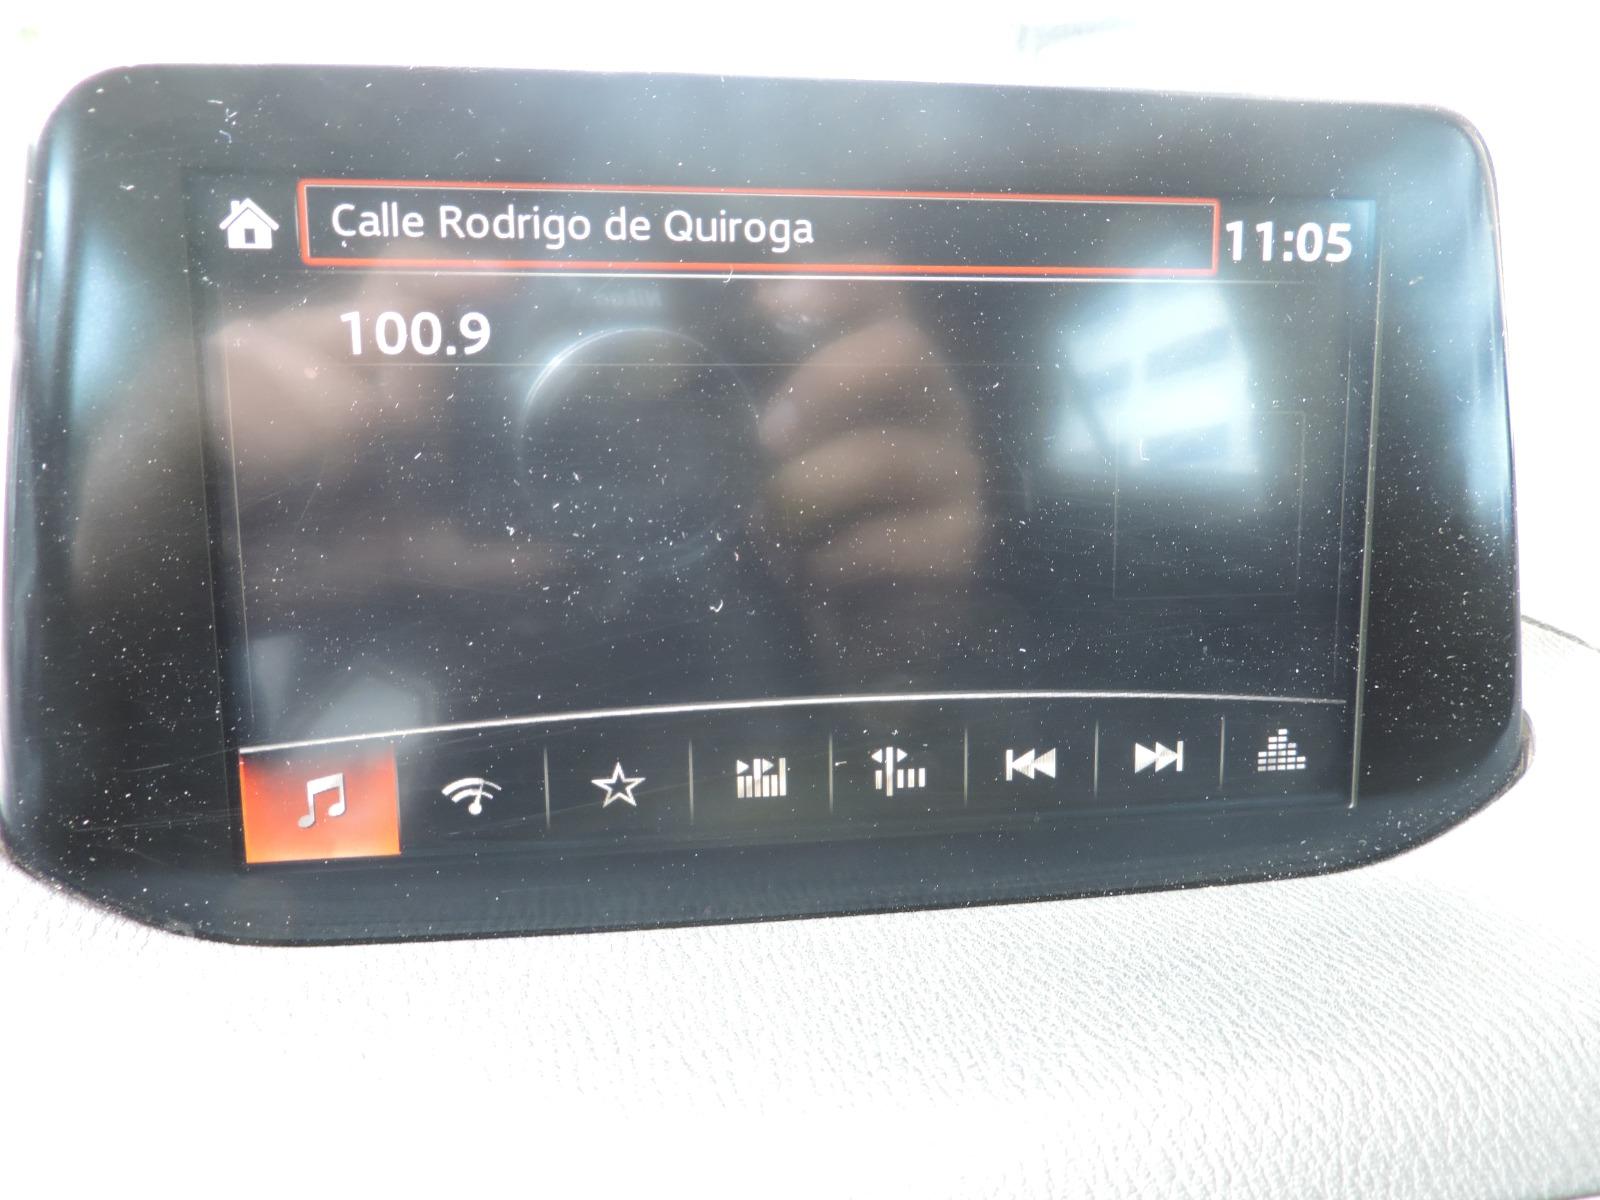 Calle Rodrigo de Quiroga
11:05
100.9